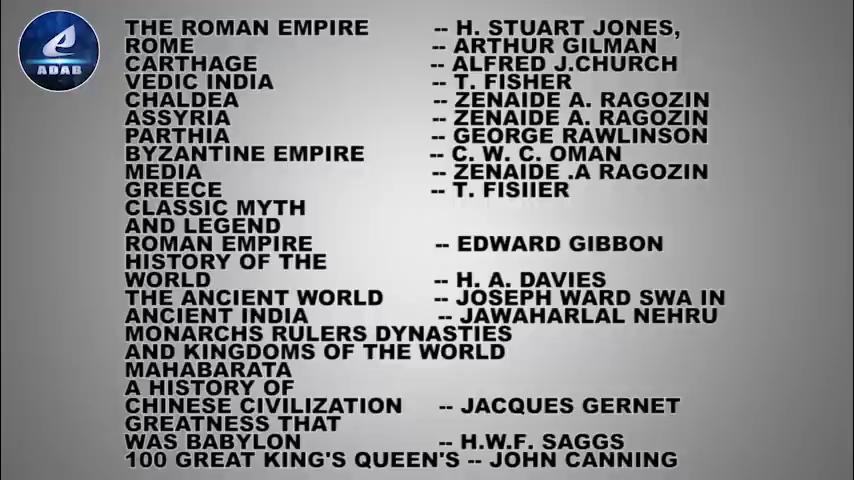 e
ADAB
THE ROMAN EMPIRE -- H. STUART JONES,
ROME -- ARTHUR GILMAN
CARTHAGE -- ALFRED J.CHURCH
VEDIC INDIA -- T. FISHER
CHALDEA -- ZENAIDE A. RAGOZIN
ASSYRIA -- ZENAIDE A. RAGOZIN
PARTHIA -- GEORGE RAWLINSON
BYZANTINE EMPIRE -- C. W. C. OMAN
MEDIA -- ZENAIDE .A RAGOZIN
GREECE -- T. FISIIER
CLASSIC MYTH
AND LEGEND
ROMAN EMPIRE -- EDWARD GIBBON
HISTORY OF THE
WORLD -- H. A. DAVIES
THE ANCIENT WORLD -- JOSEPH WARD SWA IN
ANCIENT INDIA -- JAWAHARLAL NEHRU
MONARCHS RULERS DYNASTIES
AND KINGDOMS OF THE WORLD
MAHABARATA
A HISTORY OF
CHINESE CIVILIZATION -- JACQUES GERNET
GREATNESS THAT
WAS BABYLON -- H.W.F. SAGGS
100 GREAT KING'S QUEEN'S -- JOHN CANNING